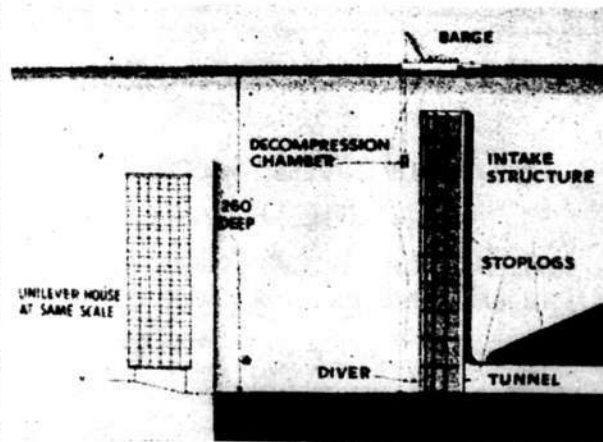 BARGE
DECOMPRESSION
CHAMBER
INTAKE
STRUCTURE
260'
DEEP
STOPLOGS
UNILEVER HOUSE
AT SAME SCALE
DIVER
TUNNEL